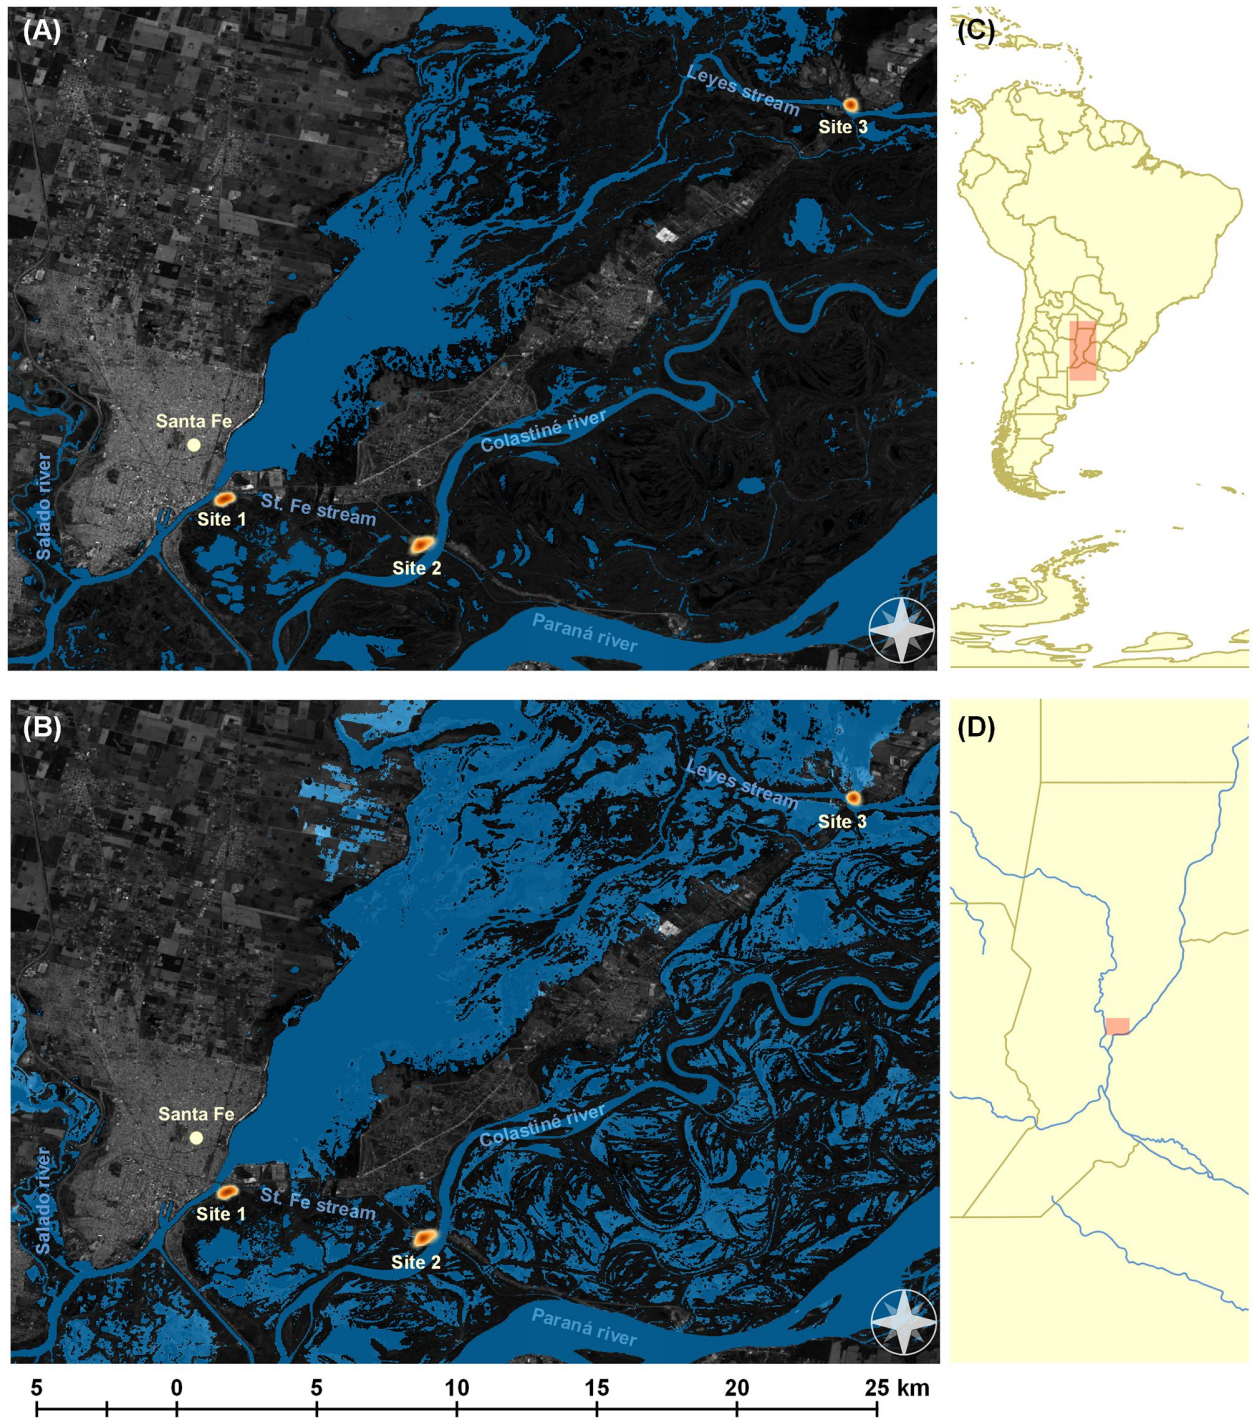 (A)
Leyes stream
Site 3
Santa Fe
Colastiné river
Salado river
Site 1
St. Fe stream
Site 2
Paraná river
(C)
(B)
Leyes stream
Site 3
Santa Fe
Colastiné river
Salado river
Site 1
St. Fe stream
Site 2
Paraná river
(D)
5 0 5 10 15 20 25 km